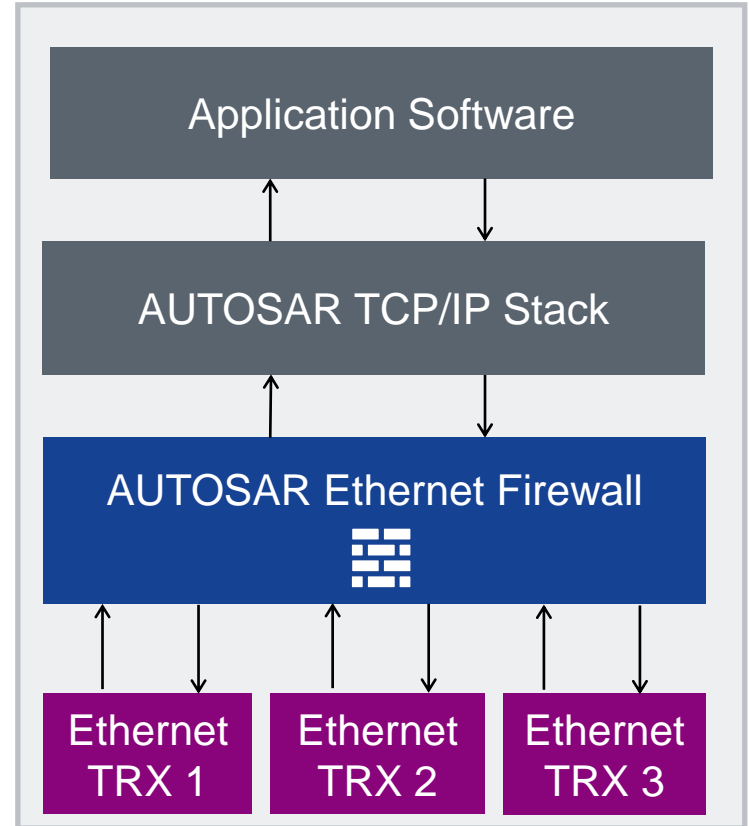 Application Software
AUTOSAR TCP/IP Stack
AUTOSAR Ethernet Firewall
Ethernet
TRX 1
Ethernet
TRX 2
Ethernet
TRX 3